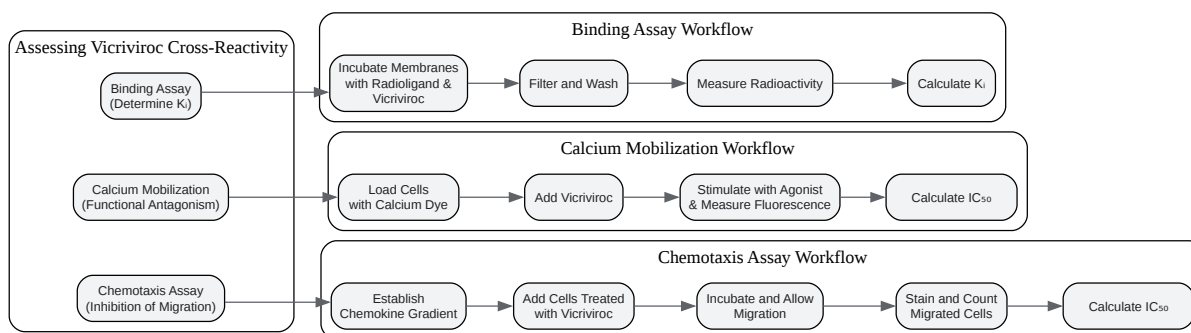 Assessing Vicriviroc Cross-Reactivity
Binding Assay
(Determine Kᵢ)
Calcium Mobilization
(Functional Antagonism)
Chemotaxis Assay
(Inhibition of Migration)
Binding Assay Workflow
Incubate Membranes
with Radioligand &
Vicriviroc
Filter and Wash
Measure Radioactivity
Calculate Kᵢ
Calcium Mobilization Workflow
Load Cells
with Calcium Dye
Add Vicriviroc
Stimulate with Agonist
& Measure Fluorescence
Calculate IC₅₀
Chemotaxis Assay Workflow
Establish
Chemokine Gradient
Add Cells Treated
with Vicriviroc
Incubate and Allow
Migration
Stain and Count
Migrated Cells
Calculate IC₅₀